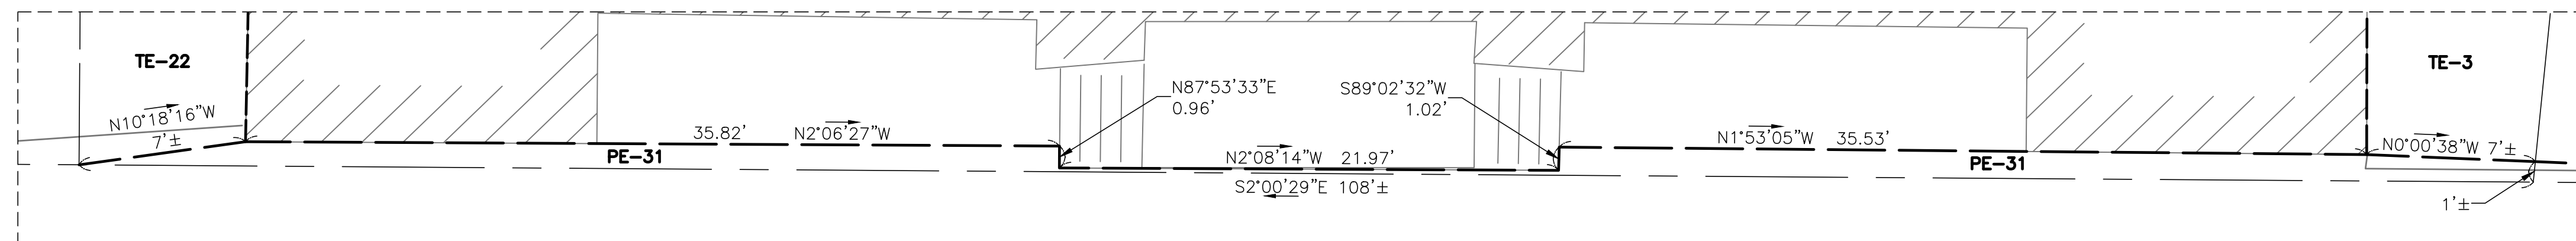 TE-22
N10°18'16"W
7'±
35.82' N2°06'27"W
PE-31
N87°53'33"E
0.96'
N2°08'14"W 21.97'
S2°00'29"E 108'±
S89°02'32"W
1.02'
N1°53'05"W 35.53'
PE-31
TE-3
N0°00'38"W 7'±
1'±